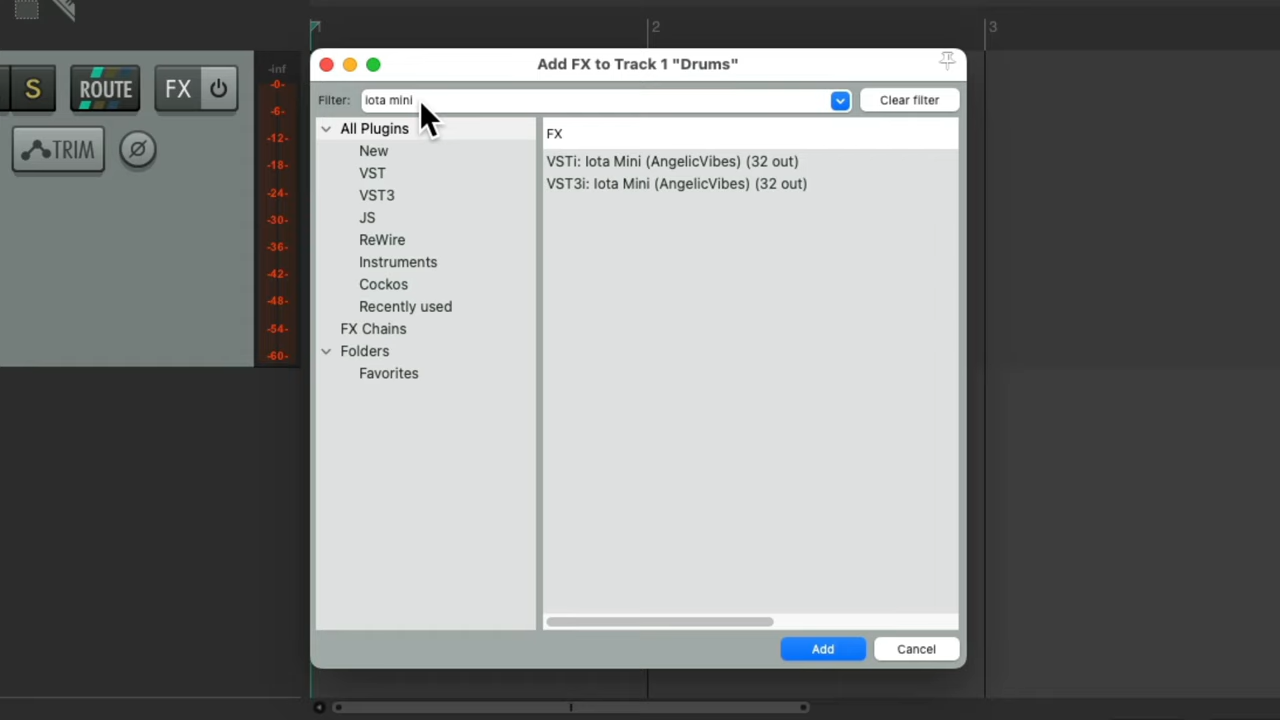 1
2
3
S
ROUTE
FX
TRIM
-inf
-0-
-6-
-12-
-18-
-24-
-30-
-36-
-42-
-48-
-54-
-60-
Add FX to Track 1 "Drums"
Filter:
iota mini
Clear filter
All Plugins
New
VST
VST3
JS
ReWire
Instruments
Cockos
Recently used
FX Chains
Folders
Favorites
FX
VSTi: Iota Mini (AngelicVibes) (32 out)
VST3i: Iota Mini (AngelicVibes) (32 out)
Add
Cancel